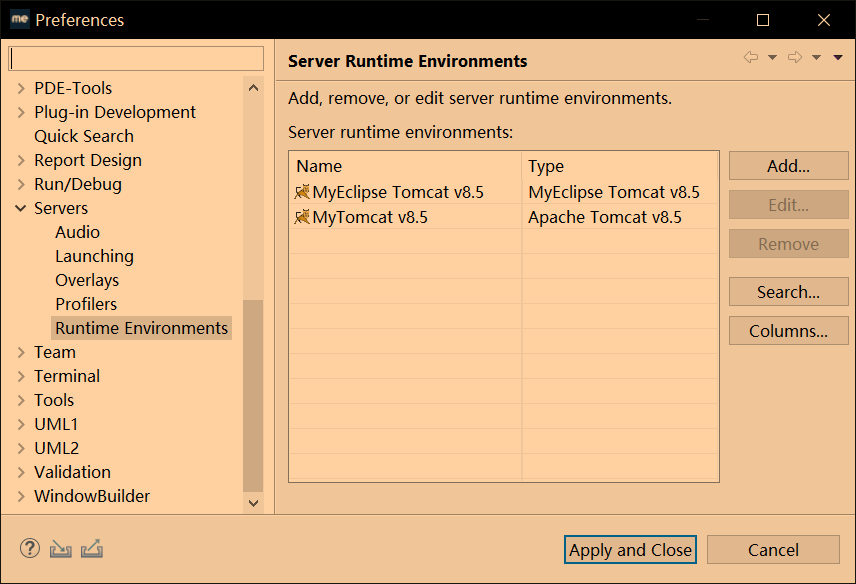 me Preferences
PDE-Tools
Plug-in Development
Quick Search
Report Design
Run/Debug
Servers
Audio
Launching
Overlays
Profilers
Runtime Environments
Team
Terminal
Tools
UML1
UML2
Validation
WindowBuilder
Server Runtime Environments
Add, remove, or edit server runtime environments.
Server runtime environments:
Name Type
MyEclipse Tomcat v8.5 MyEclipse Tomcat v8.5
MyTomcat v8.5 Apache Tomcat v8.5
Add...
Edit...
Remove
Search...
Columns...
?
Apply and Close Cancel